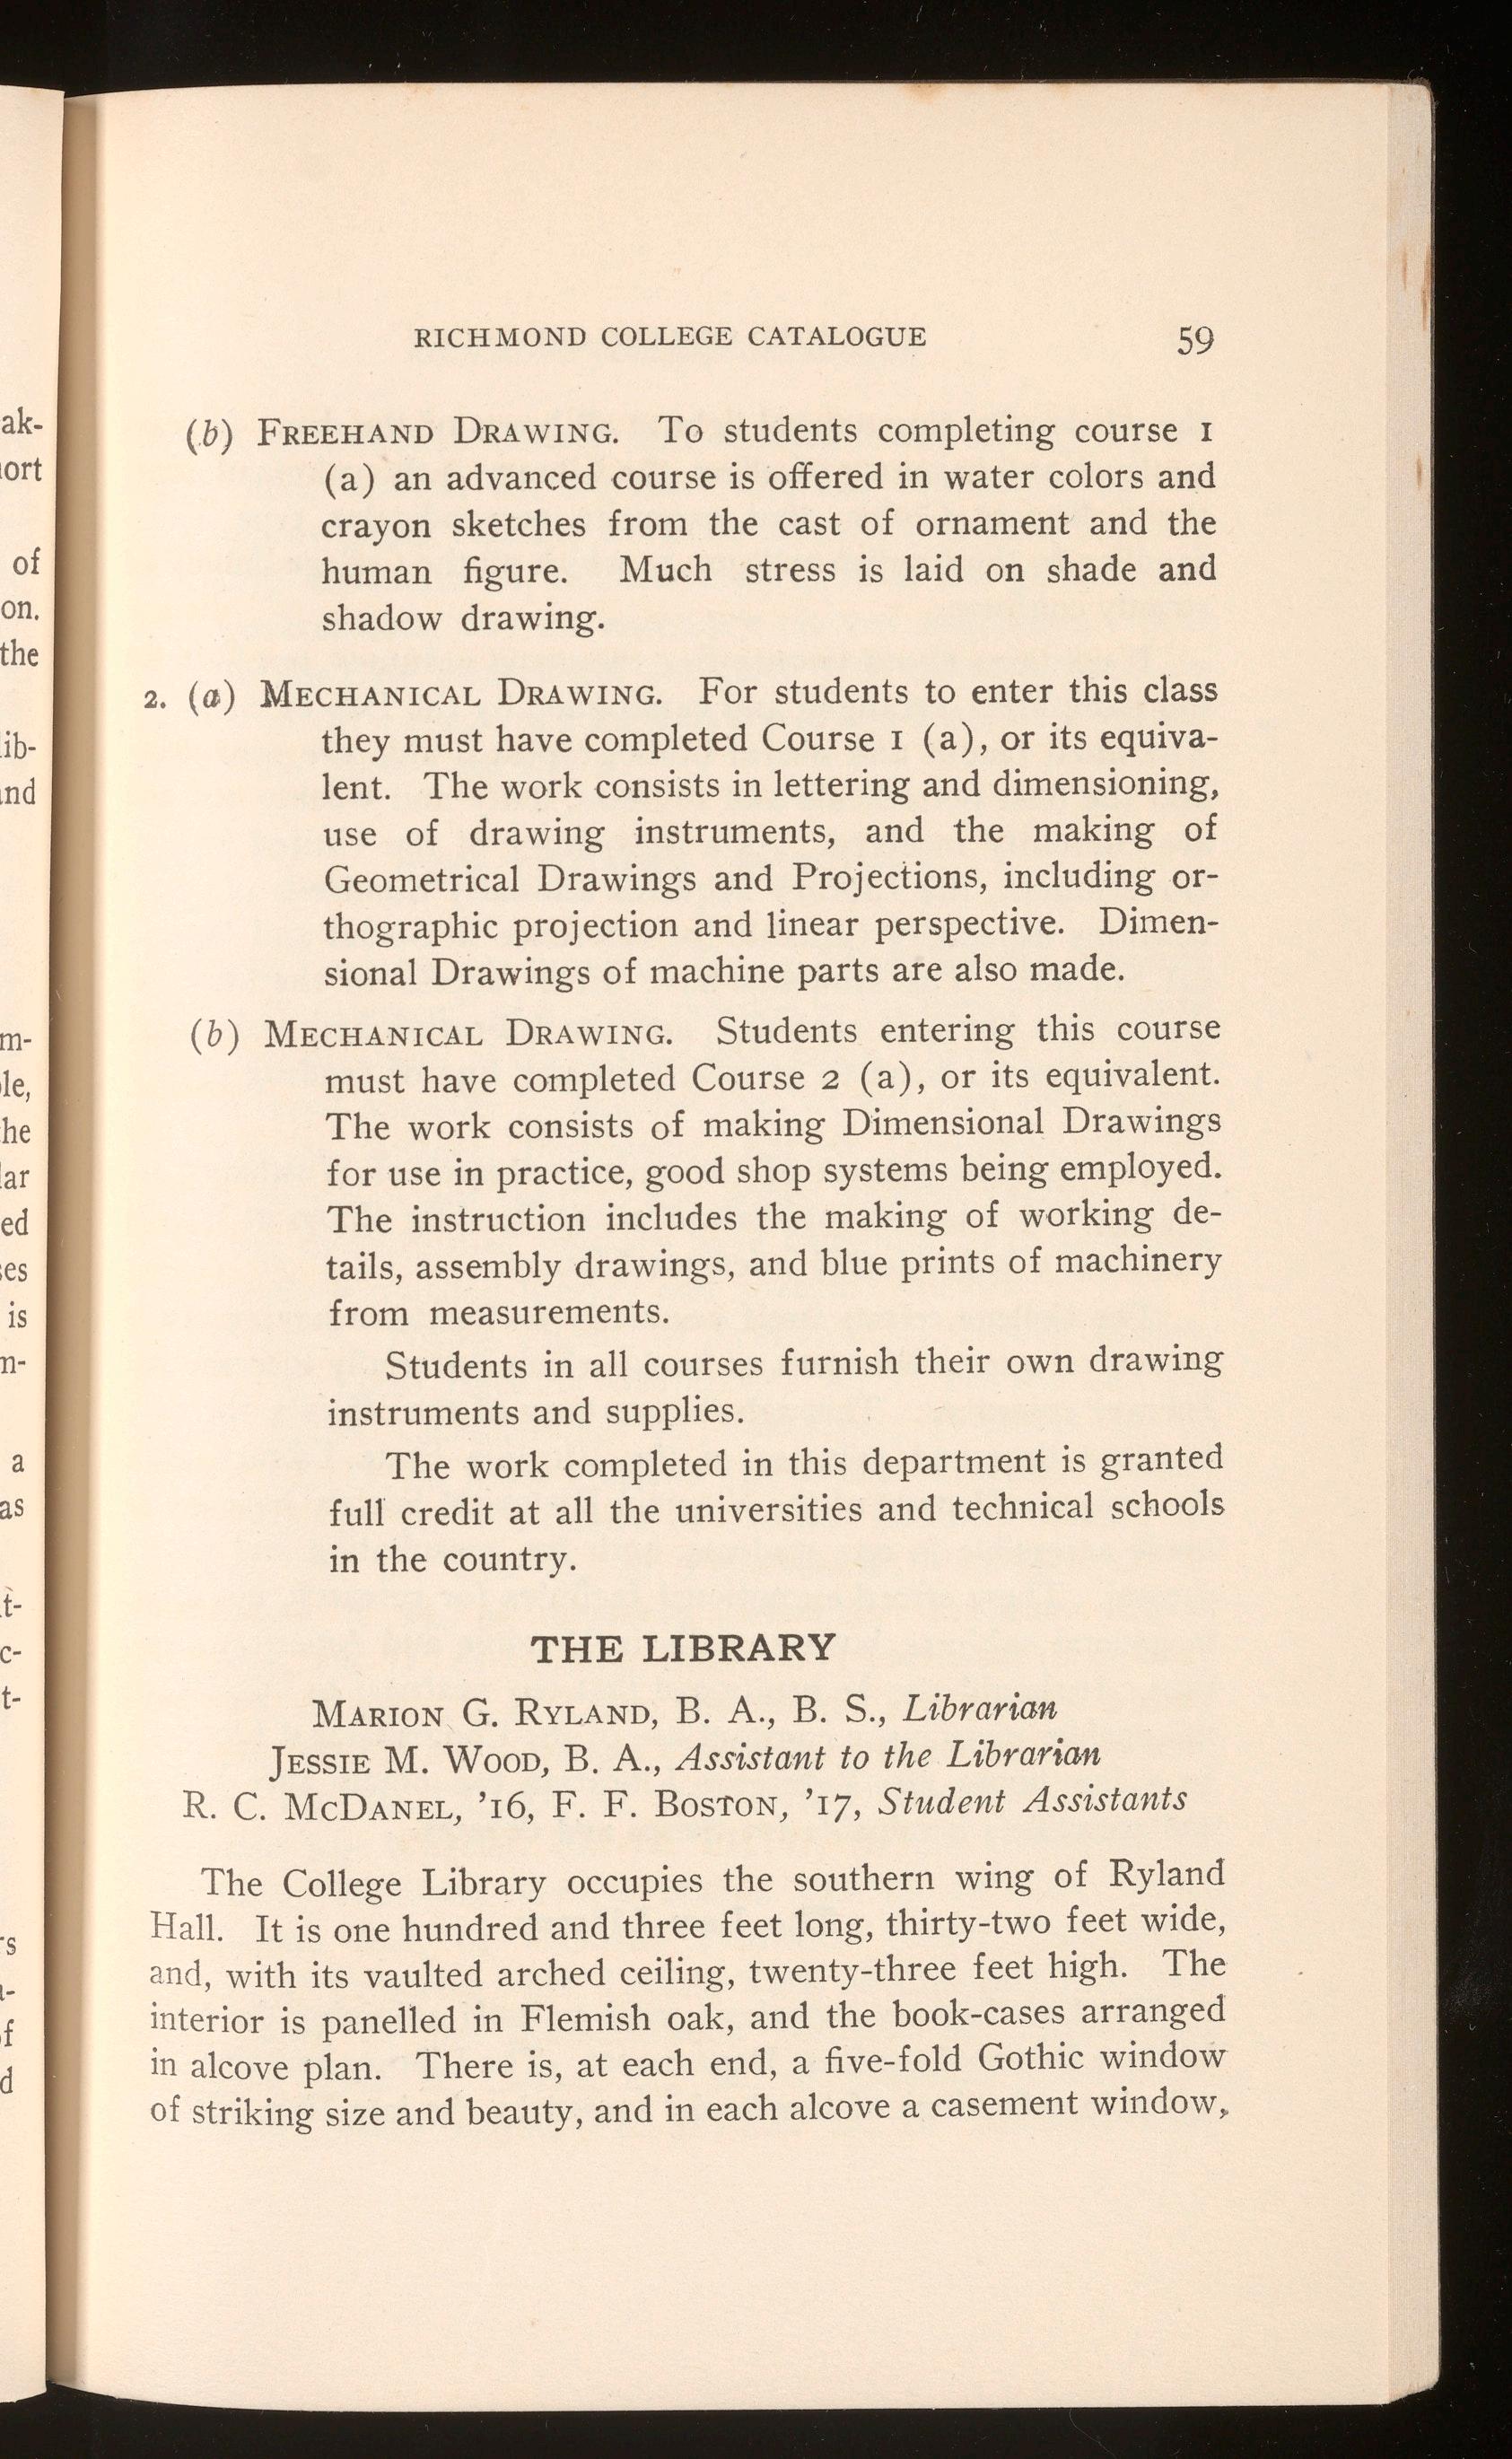 RICHMOND COLLEGE CATALOGUE 59
(b) FREEHAND DRAWING. To students completing course 1
(a) an advanced course is offered in water colors and
crayon sketches from the cast of ornament and the
human figure. Much stress is laid on shade and
shadow drawing.
2. (a) MECHANICAL DRAWING. For students to enter this class
they must have completed Course 1 (a), or its equiva-
lent. The work consists in lettering and dimensioning,
use of drawing instruments, and the making of
Geometrical Drawings and Projections, including or-
thographic projection and linear perspective. Dimen-
sional Drawings of machine parts are also made.
(b) MECHANICAL DRAWING. Students entering this course
must have completed Course 2 (a), or its equivalent.
The work consists of making Dimensional Drawings
for use in practice, good shop systems being employed.
The instruction includes the making of working de-
tails, assembly drawings, and blue prints of machinery
from measurements.
Students in all courses furnish their own drawing
instruments and supplies.
The work completed in this department is granted
full credit at all the universities and technical schools
in the country.
THE LIBRARY
MARION G. RYLAND, B. A., B. S., Librarian
JESSIE M. WOOD, B. A., Assistant to the Librarian
R. C. MCDANEL, '16, F. F. BOSTON, '17, Student Assistants
The College Library occupies the southern wing of Ryland
Hall. It is one hundred and three feet long, thirty-two feet wide,
and, with its vaulted arched ceiling, twenty-three feet high. The
interior is panelled in Flemish oak, and the book-cases arranged
in alcove plan. There is, at each end, a five-fold Gothic window
of striking size and beauty, and in each alcove a casement window,